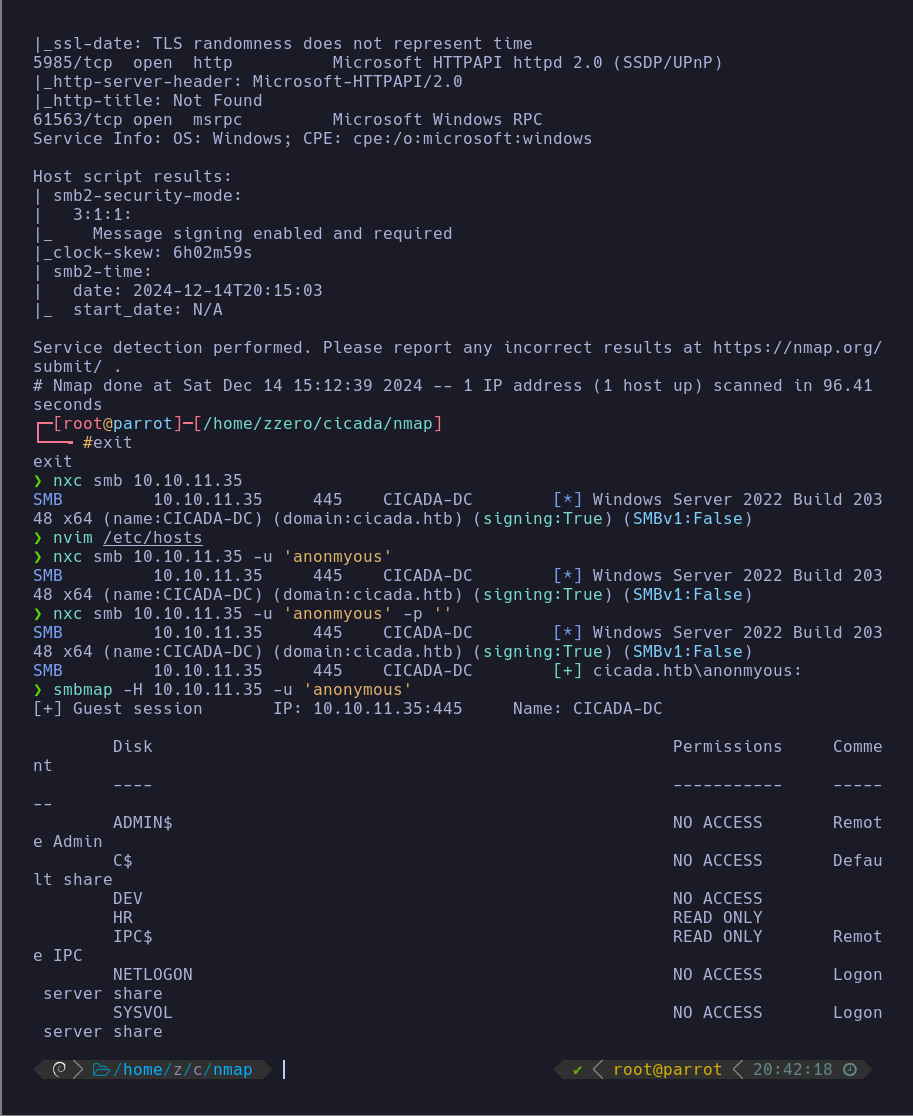 |_ssl-date: TLS randomness does not represent time
5985/tcp  open  http          Microsoft HTTPAPI httpd 2.0 (SSDP/UPnP)
|_http-server-header: Microsoft-HTTPAPI/2.0
|_http-title: Not Found
61563/tcp open  msrpc         Microsoft Windows RPC
Service Info: OS: Windows; CPE: cpe:/o:microsoft:windows
Host script results:
| smb2-security-mode:
|   3:1:1:
|_    Message signing enabled and required
|_clock-skew: 6h02m59s
| smb2-time:
|   date: 2024-12-14T20:15:03
|_  start_date: N/A
Service detection performed. Please report any incorrect results at https://nmap.org/
submit/ .
# Nmap done at Sat Dec 14 15:12:39 2024 -- 1 IP address (1 host up) scanned in 96.41
seconds
┌─[root@parrot]─[/home/zzero/cicada/nmap]
└──╼ #exit
exit
❯ nxc smb 10.10.11.35
SMB         10.10.11.35     445    CICADA-DC        [*] Windows Server 2022 Build 203
48 x64 (name:CICADA-DC) (domain:cicada.htb) (signing:True) (SMBv1:False)
❯ nvim /etc/hosts
❯ nxc smb 10.10.11.35 -u 'anonmyous'
SMB         10.10.11.35     445    CICADA-DC        [*] Windows Server 2022 Build 203
48 x64 (name:CICADA-DC) (domain:cicada.htb) (signing:True) (SMBv1:False)
❯ nxc smb 10.10.11.35 -u 'anonmyous' -p ''
SMB         10.10.11.35     445    CICADA-DC        [*] Windows Server 2022 Build 203
48 x64 (name:CICADA-DC) (domain:cicada.htb) (signing:True) (SMBv1:False)
SMB         10.10.11.35     445    CICADA-DC        [+] cicada.htb\anonmyous:
❯ smbmap -H 10.10.11.35 -u 'anonymous'
[+] Guest session       IP: 10.10.11.35:445     Name: CICADA-DC
        Disk                                                    Permissions     Comme
nt
        ----                                                    -----------     -----
--
        ADMIN$                                                  NO ACCESS       Remot
e Admin
        C$                                                      NO ACCESS       Defau
lt share
        DEV                                                     NO ACCESS
        HR                                                      READ ONLY
        IPC$                                                    READ ONLY       Remot
e IPC
        NETLOGON                                                NO ACCESS       Logon
 server share
        SYSVOL                                                  NO ACCESS       Logon
 server share
/home/z/c/nmap ✔ root@parrot 20:42:18